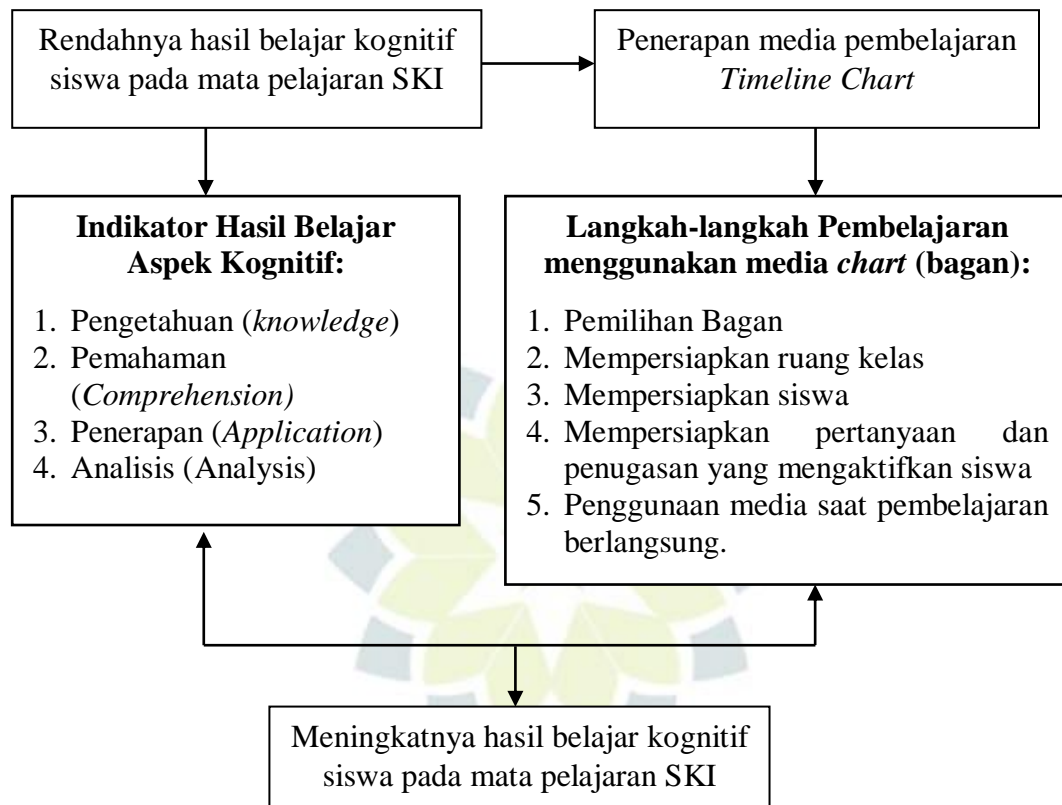 Rendahnya hasil belajar kognitif
siswa pada mata pelajaran SKI
Penerapan media pembelajaran
Timeline Chart
Indikator Hasil Belajar
Aspek Kognitif:
1. Pengetahuan (knowledge)
2. Pemahaman
(Comprehension)
3. Penerapan (Application)
4. Analisis (Analysis)
Langkah-langkah Pembelajaran
menggunakan media chart (bagan):
1. Pemilihan Bagan
2. Mempersiapkan ruang kelas
3. Mempersiapkan siswa
4. Mempersiapkan pertanyaan dan
penugasan yang mengaktifkan siswa
5. Penggunaan media saat pembelajaran
berlangsung.
Meningkatnya hasil belajar kognitif
siswa pada mata pelajaran SKI